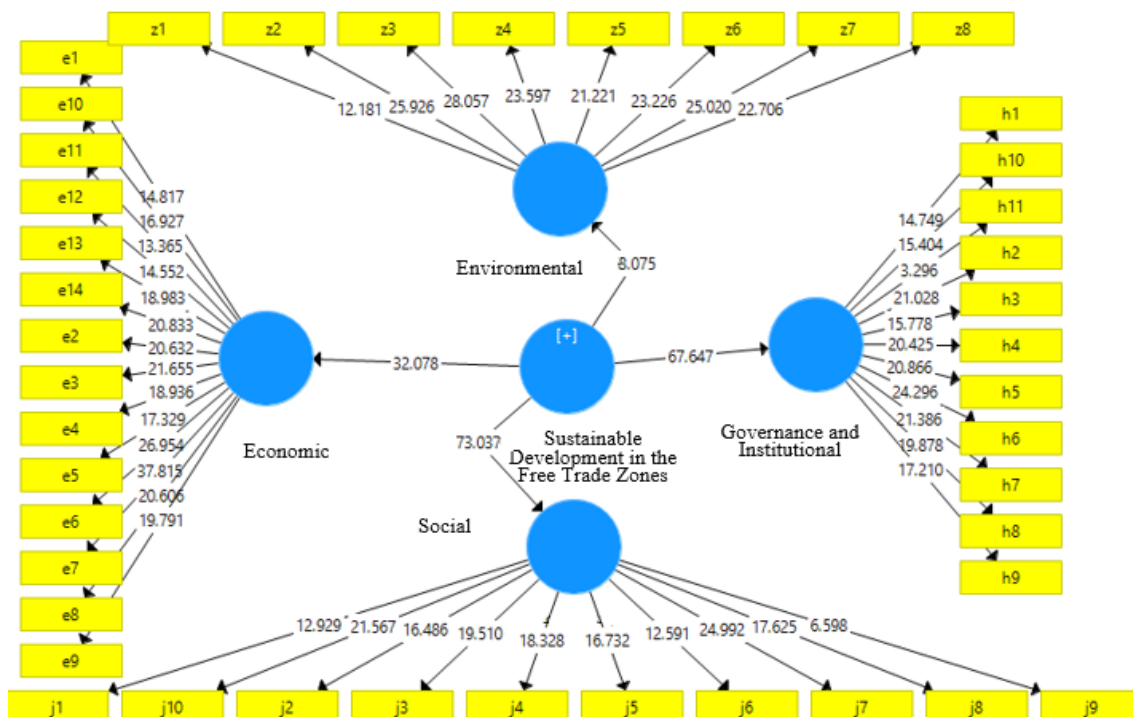 z1
z2
z3
z4
z5
z6
z7
z8
e1
e10
e11
e12
e13
e14
e2
e3
e4
e5
e6
e7
e8
e9
12.181
25.926
28.057
23.597
21.221
23.226
25.020
22.706
h1
h10
h11
h2
h3
h4
h5
h6
h7
h8
h9
14.817
16.927
13.365
14.552
18.983
20.833
20.632
21.655
18.936
17.329
26.954
37.815
20.606
19.791
14.749
15.404
3.296
21.028
15.778
20.425
20.866
24.296
21.386
19.878
17.210
Environmental
8.075
[+]
32.078
67.647
73.037
Economic
Sustainable
Development in the
Free Trade Zones
Governance and
Institutional
Social
12.929
21.567
16.486
19.510
18.328
16.732
12.591
24.992
17.625
6.598
j1
j10
j2
j3
j4
j5
j6
j7
j8
j9